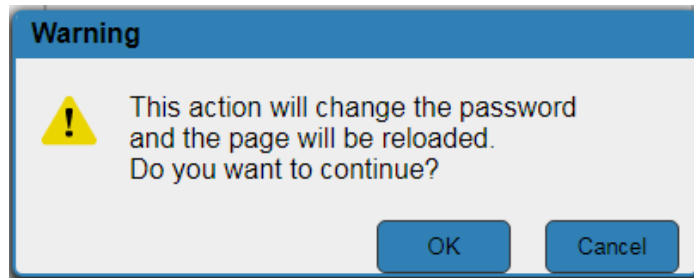 Warning
This action will change the password
and the page will be reloaded.
Do you want to continue?
OK Cancel